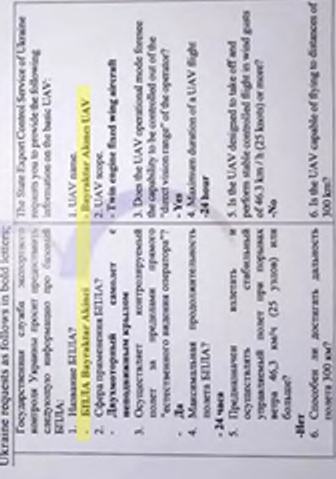 Ukraine requests as follows in bold letters;
Государственная служба экспортного
контроля Украины просит предоставить
следующую информацию про базовый
БПЛА:
1. Название БПЛА?
- БПЛА Bayraktar Akinci
2. Сфера применения БПЛА?
- Двухмоторный самолет с
неподвижным крылом
3. Осуществляет контролируемый
полет за пределами прямого
"естественного видения оператора"?
- Да
4. Максимальная продолжительность
полета БПЛА?
- 24 часа
5. Предназначен взлетать и
осуществлять стабильный
управляемый полет при порывах
ветра 46,3 км/ч (25 узлов) или
больше?
-Нет
6. Способен ли достигать дальность
полета 300 км?
The State Export Control Service of Ukraine
requests you to provide the following
information on the basic UAV:
1. UAV name.
- Bayraktar Akinci UAV
2. UAV scope.
- Twin engine fixed wing aircraft
3. Does the UAV operational mode foresee
the capability to be controlled out of the
"direct vision range" of the operator?
- Yes
4. Maximum duration of a UAV flight
-24 hour
5. Is the UAV designed to take off and
perform stable controlled flight in wind gusts
of 46,3 km / h (25 knots) or more?
-No
6. Is the UAV capable of flying to distances of
300 km?